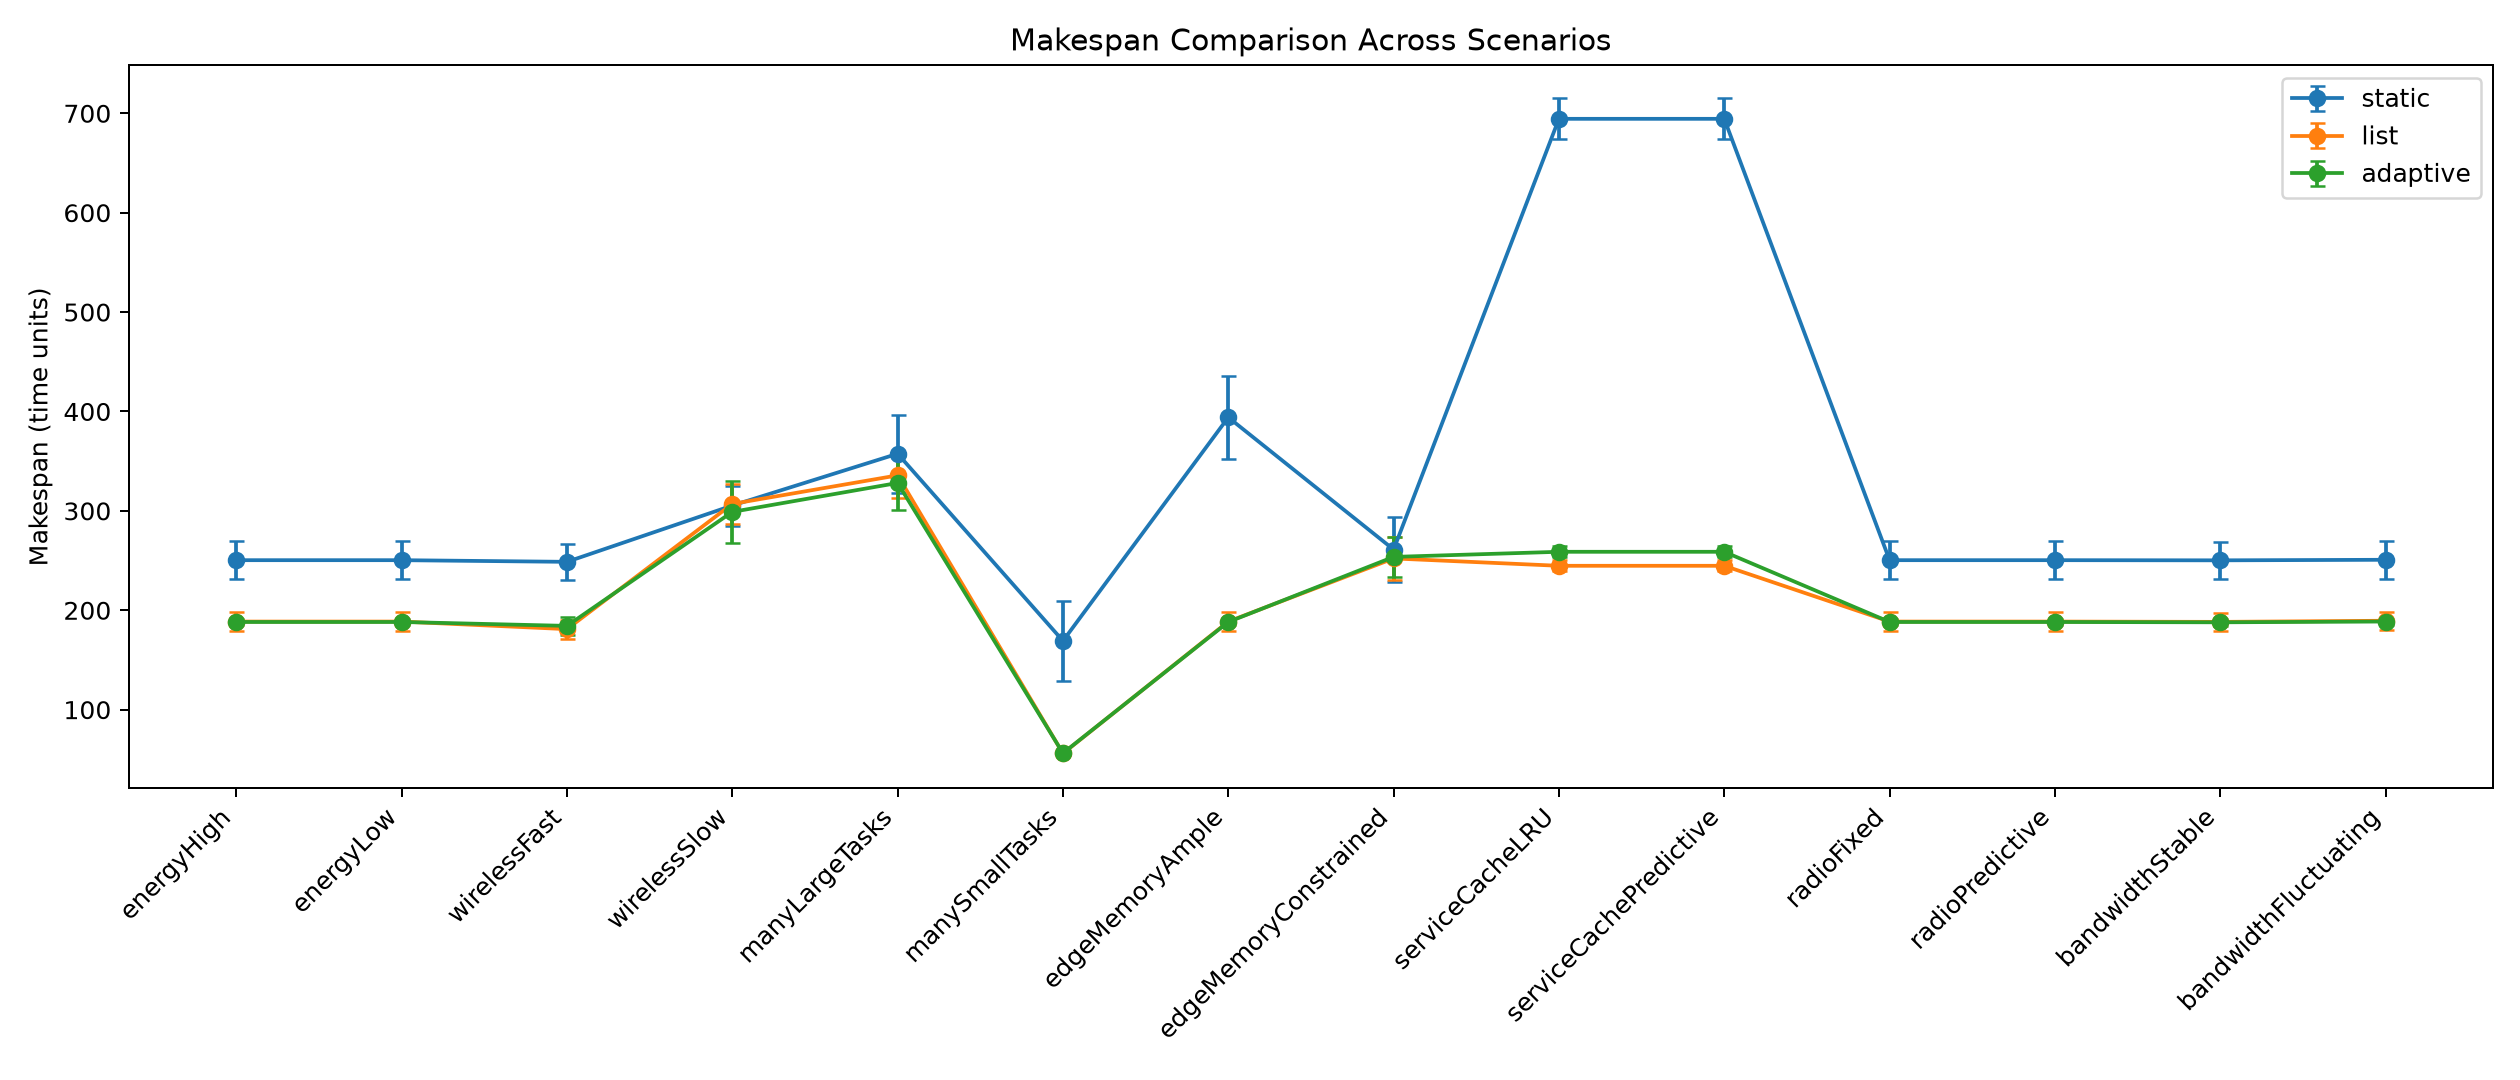 Makespan Comparison Across Scenarios
Makespan (time units)
700
600
500
400
300
200
100
static
list
adaptive
energyHigh
energyLow
wirelessFast
wirelessSlow
manyLargeTasks
manySmallTasks
edgeMemoryAmple
edgeMemoryConstrained
serviceCacheLRU
serviceCachePredictive
radioFixed
radioPredictive
bandwidthStable
bandwidthFluctuating